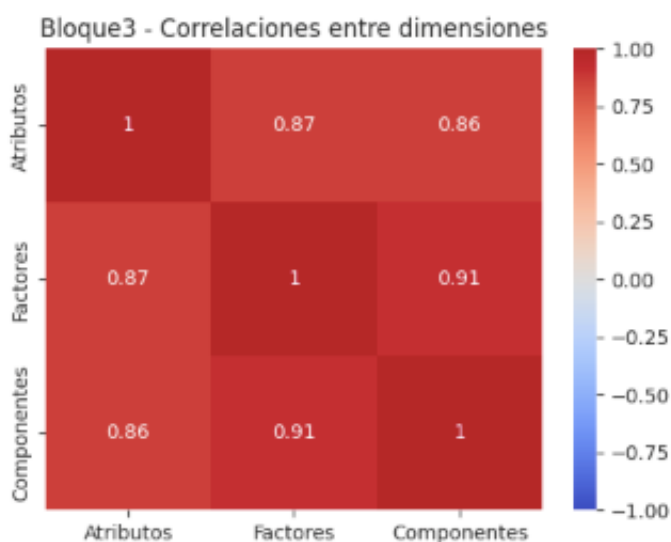 Bloque3 - Correlaciones entre dimensiones
Atributos
1
0.87
0.86
Factores
0.87
1
0.91
Componentes
0.86
0.91
1
Atributos
Factores
Componentes
1.00
0.75
0.50
0.25
0.00
−0.25
−0.50
−0.75
−1.00